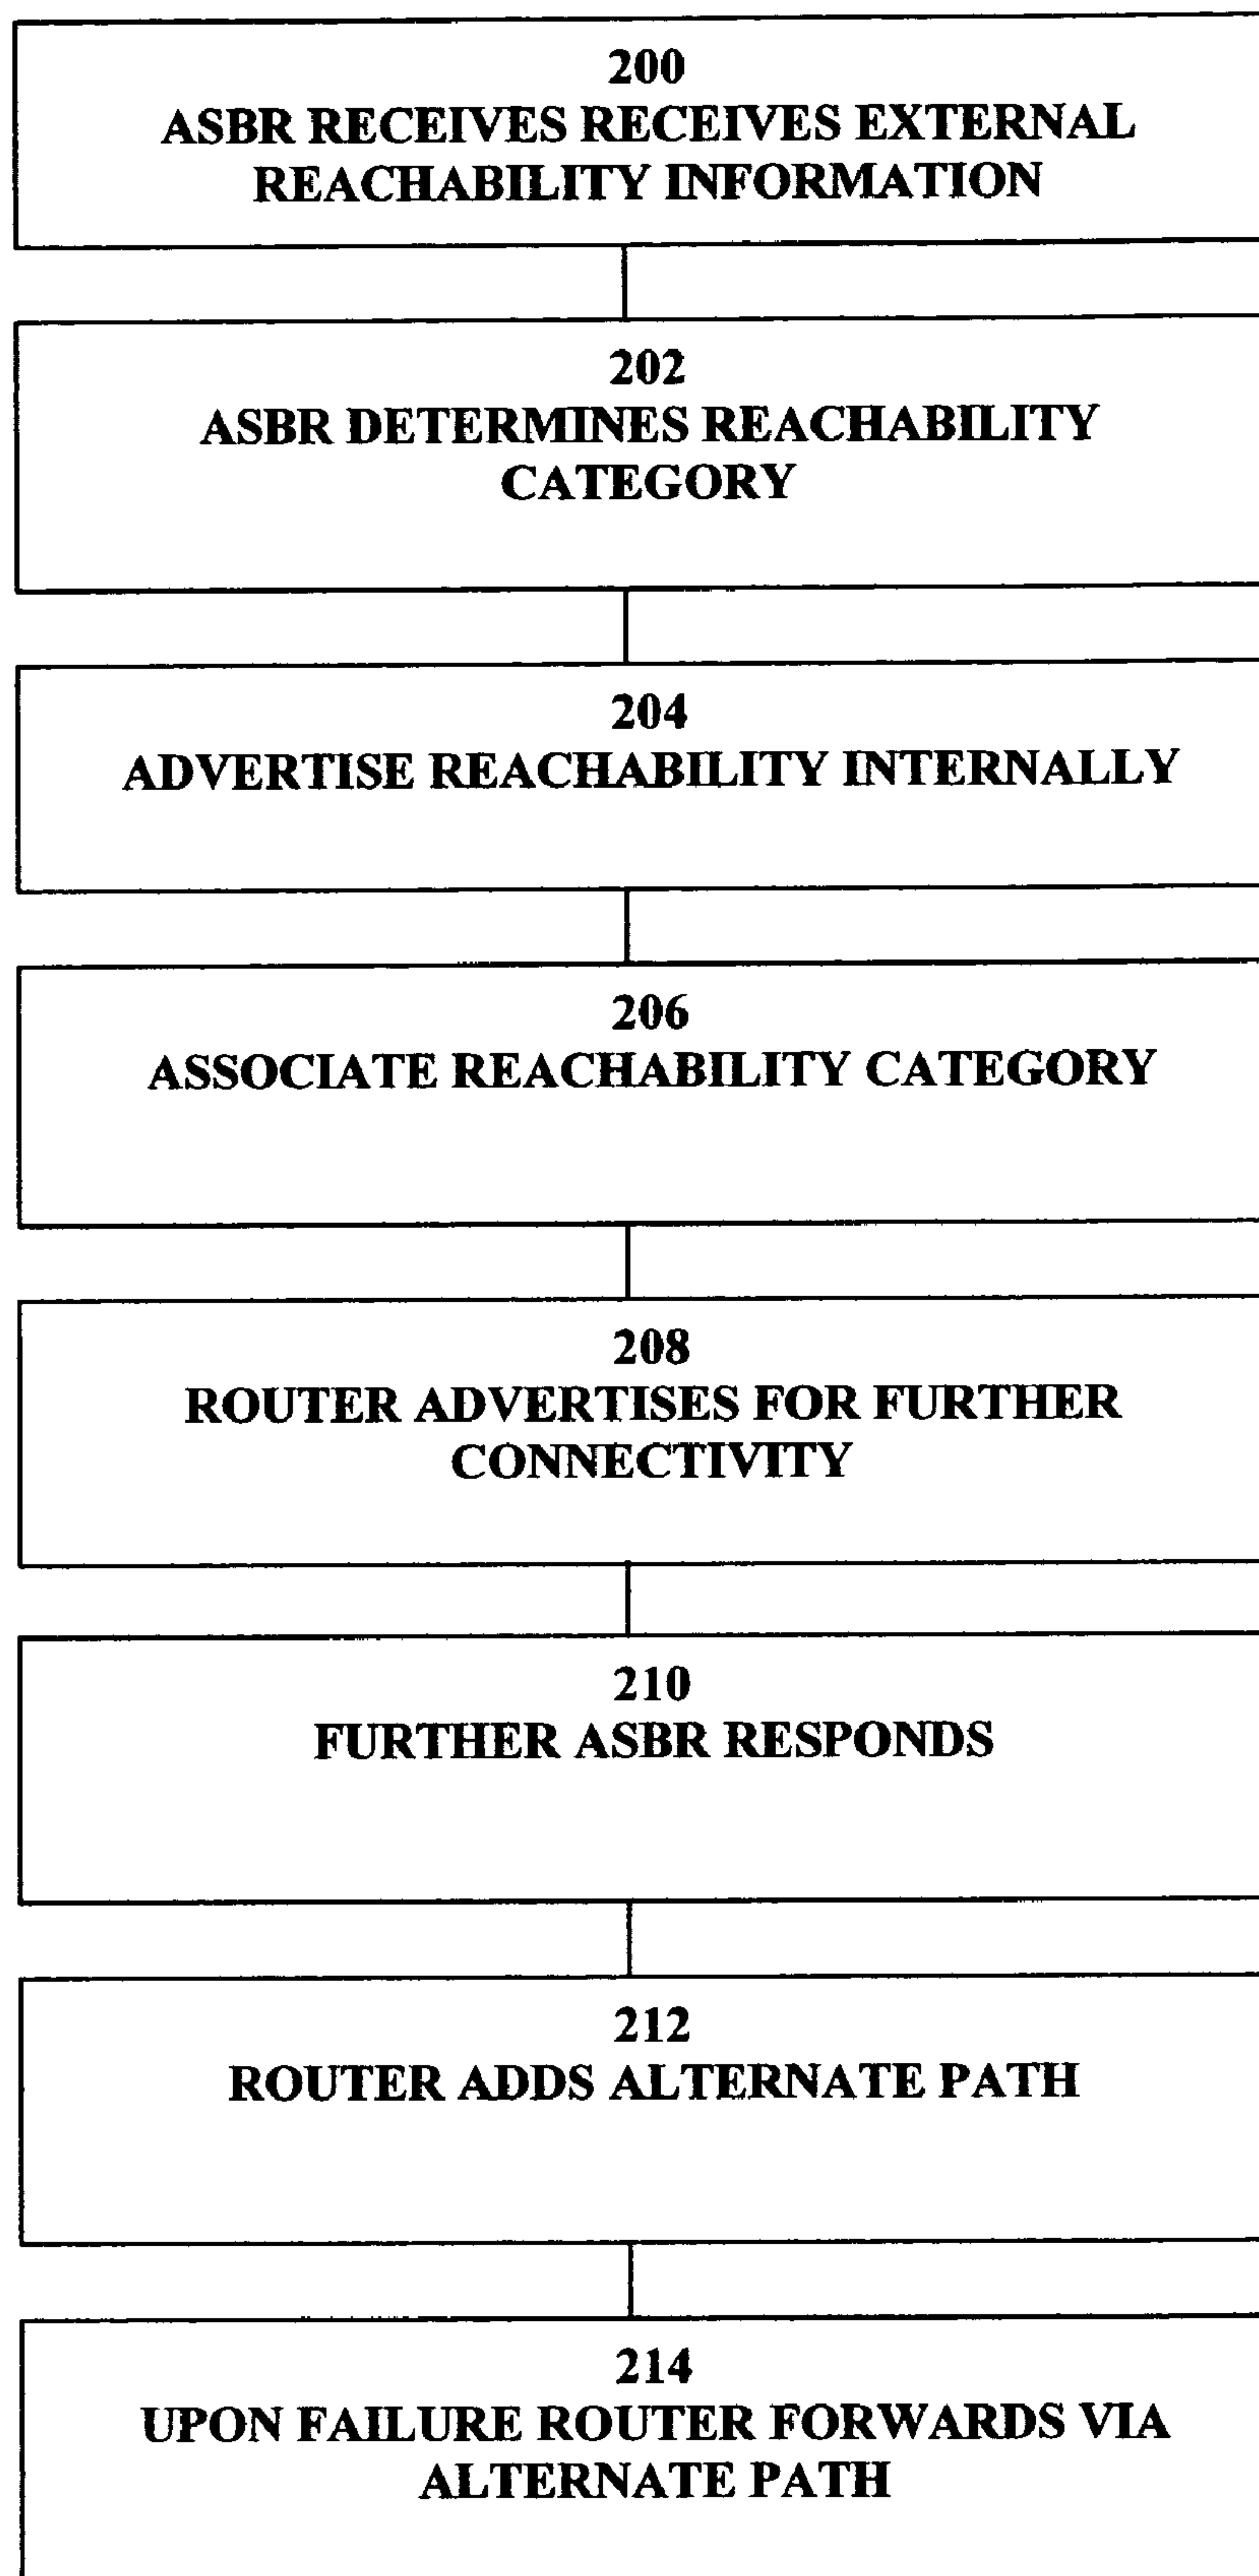 200
ASBR RECEIVES RECEIVES EXTERNAL
REACHABILITY INFORMATION
202
ASBR DETERMINES REACHABILITY
CATEGORY
204
ADVERTISE REACHABILITY INTERNALLY
206
ASSOCIATE REACHABILITY CATEGORY
208
ROUTER ADVERTISES FOR FURTHER
CONNECTIVITY
210
FURTHER ASBR RESPONDS
212
ROUTER ADDS ALTERNATE PATH
214
UPON FAILURE ROUTER FORWARDS VIA
ALTERNATE PATH